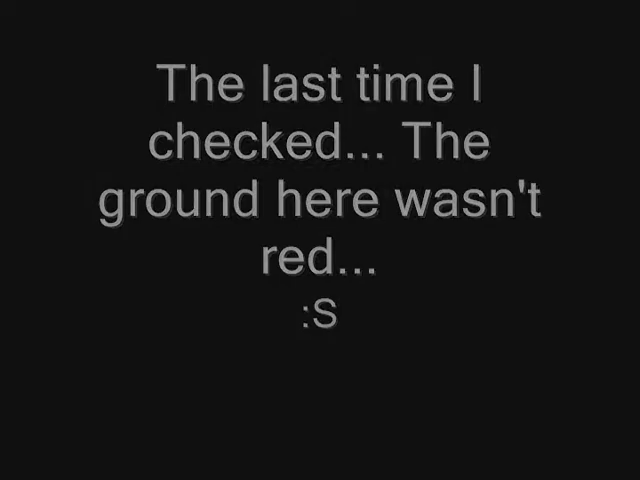 The last time I
checked... The
ground here wasn't
red...
:S